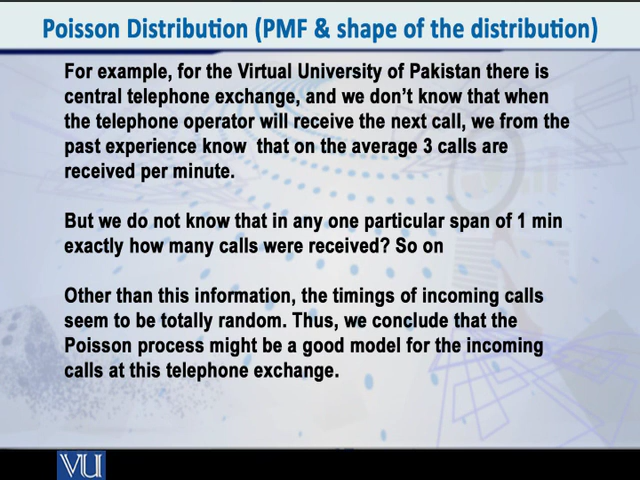 Poisson Distribution (PMF & shape of the distribution)
For example, for the Virtual University of Pakistan there is
central telephone exchange, and we don't know that when
the telephone operator will receive the next call, we from the
past experience know that on the average 3 calls are
received per minute.
But we do not know that in any one particular span of 1 min
exactly how many calls were received? So on
Other than this information, the timings of incoming calls
seem to be totally random. Thus, we conclude that the
Poisson process might be a good model for the incoming
calls at this telephone exchange.
VU